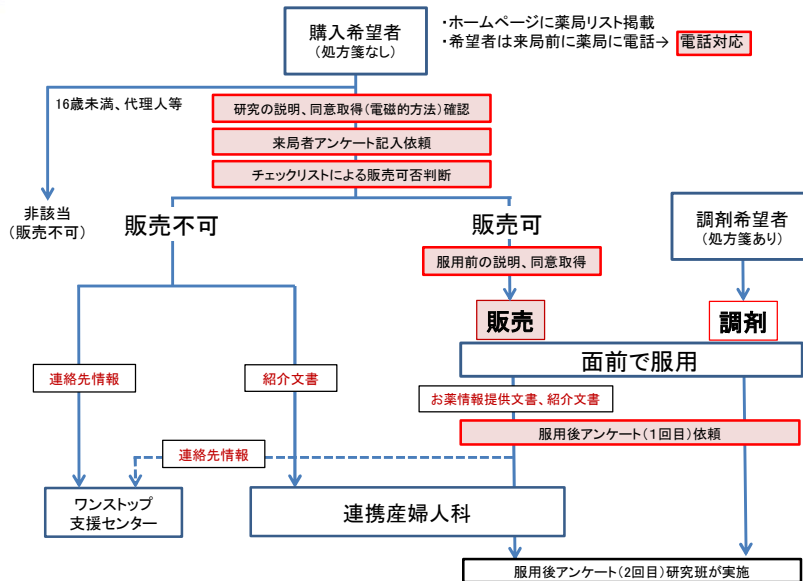 購入希望者
(処方箋なし)
・ホームページに薬局リスト掲載
・希望者は来局前に薬局に電話→ 電話対応
16歳未満、代理人等
研究の説明、同意取得(電磁的方法)確認
来局者アンケート記入依頼
チェックリストによる販売可否判断
非該当
(販売不可)
販売不可
販売可
調剤希望者
(処方箋あり)
服用前の説明、同意取得
販売
調剤
面前で服用
連絡先情報
紹介文書
お薬情報提供文書、紹介文書
服用後アンケート(1回目)依頼
連絡先情報
ワンストップ
支援センター
連携産婦人科
服用後アンケート(2回目)研究班が実施